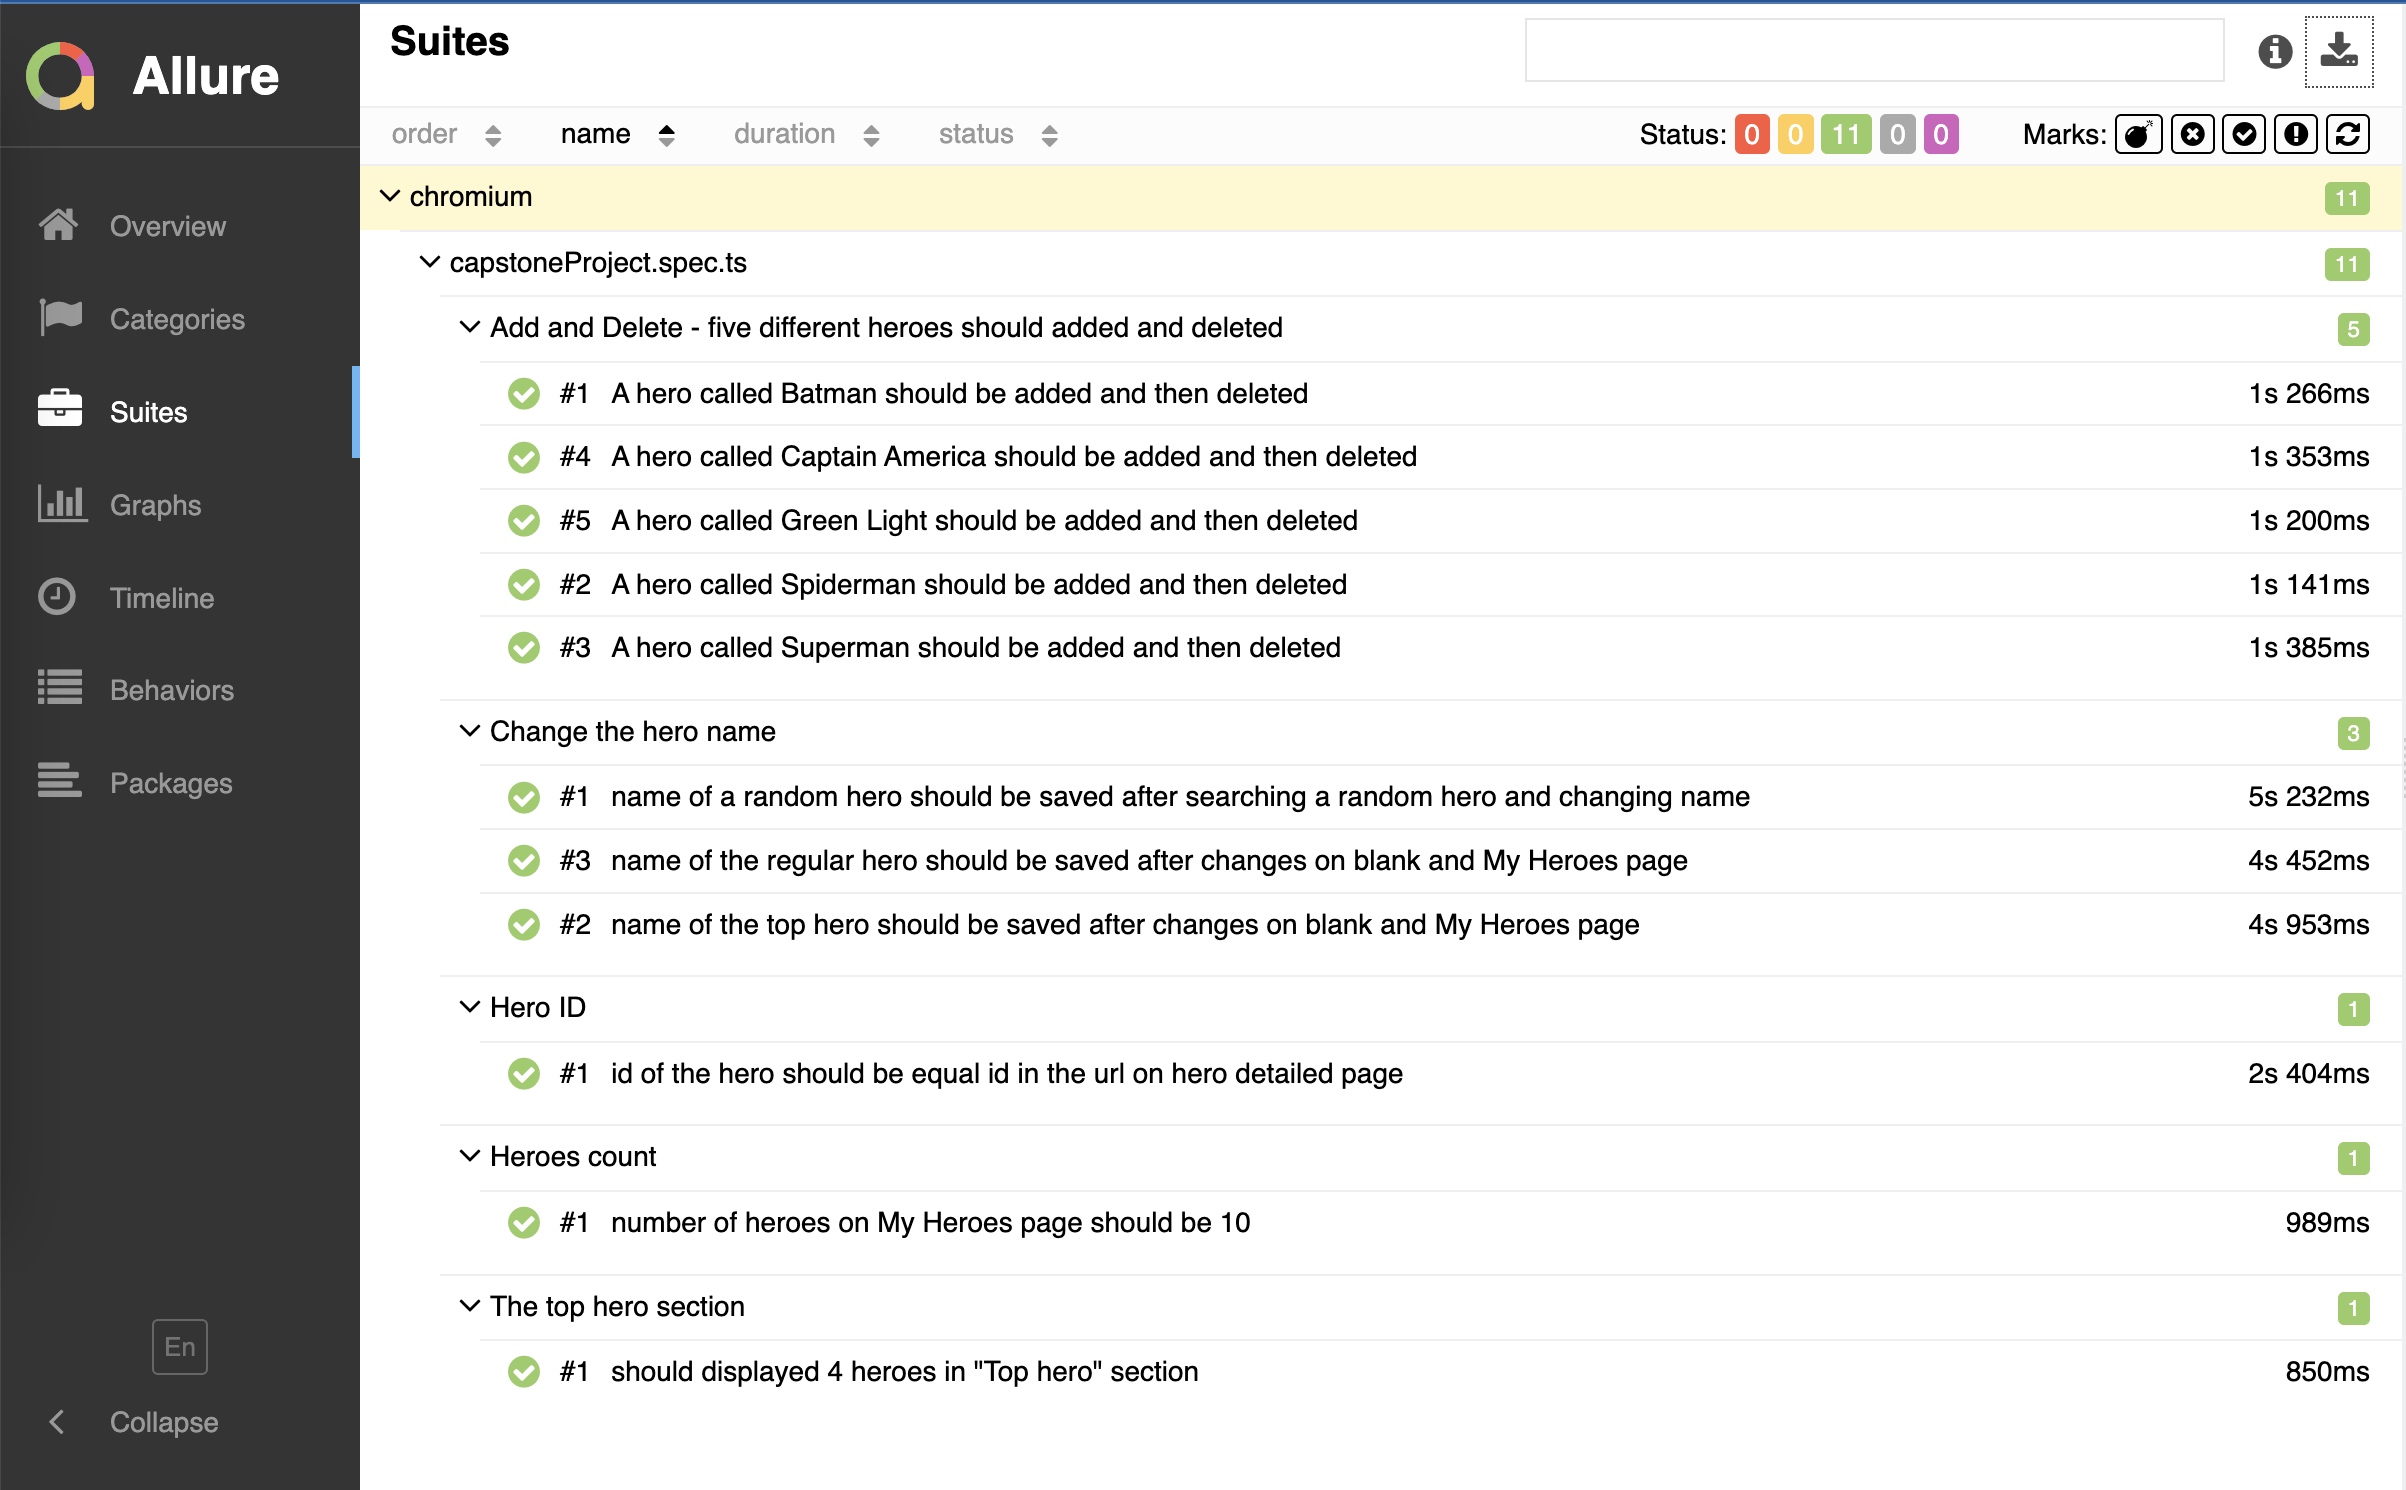 Allure
Overview
Categories
Suites
Graphs
Timeline
Behaviors
Packages
En
Collapse
Suites
order name duration status Status: 0 0 11 0 0 Marks:
chromium 11
capstoneProject.spec.ts 11
Add and Delete - five different heroes should added and deleted 5
#1 A hero called Batman should be added and then deleted 1s 266ms
#4 A hero called Captain America should be added and then deleted 1s 353ms
#5 A hero called Green Light should be added and then deleted 1s 200ms
#2 A hero called Spiderman should be added and then deleted 1s 141ms
#3 A hero called Superman should be added and then deleted 1s 385ms
Change the hero name 3
#1 name of a random hero should be saved after searching a random hero and changing name 5s 232ms
#3 name of the regular hero should be saved after changes on blank and My Heroes page 4s 452ms
#2 name of the top hero should be saved after changes on blank and My Heroes page 4s 953ms
Hero ID 1
#1 id of the hero should be equal id in the url on hero detailed page 2s 404ms
Heroes count 1
#1 number of heroes on My Heroes page should be 10 989ms
The top hero section 1
#1 should displayed 4 heroes in "Top hero" section 850ms